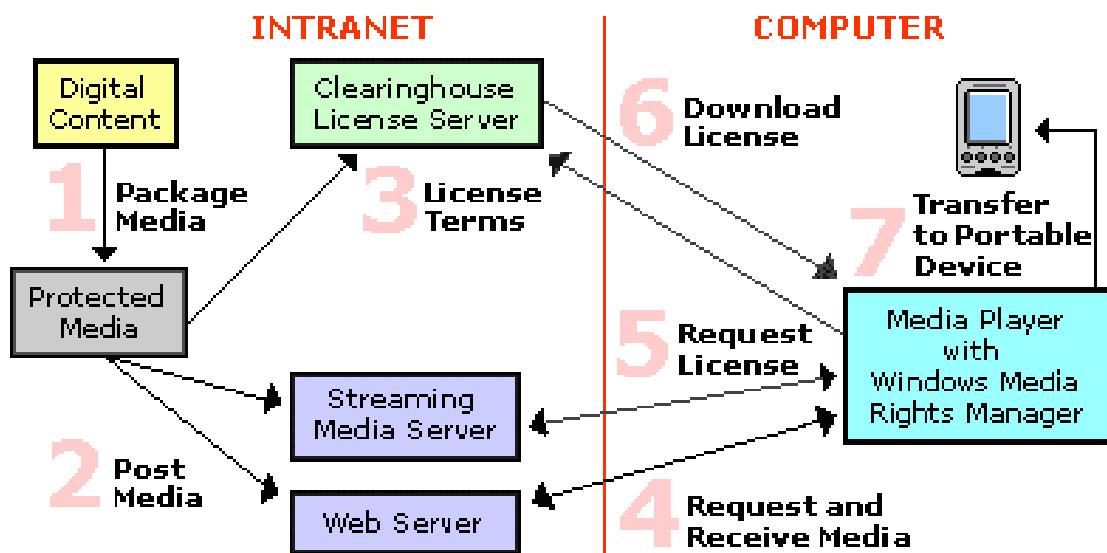 INTRANET
COMPUTER
Digital
Content
Clearinghouse
License Server
6
Download
License
1
Package
Media
3
License
Terms
7
Transfer
to Portable
Device
Protected
Media
5
Request
License
Media Player
with
Windows Media
Rights Manager
Streaming
Media Server
2
Post
Media
Web Server
4
Request and
Receive Media